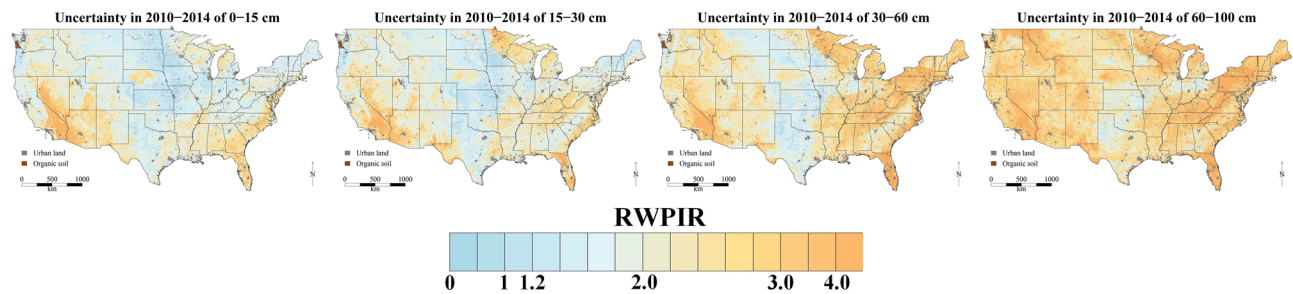 Uncertainty in 2010−2014 of 0−15 cm
Uncertainty in 2010−2014 of 15−30 cm
Uncertainty in 2010−2014 of 30−60 cm
Uncertainty in 2010−2014 of 60−100 cm
Urban land
Organic soil
0 500 1000
km
N
Urban land
Organic soil
0 500 1000
km
N
Urban land
Organic soil
0 500 1000
km
N
Urban land
Organic soil
0 500 1000
km
N
RWPIR
0 1 1.2 2.0 3.0 4.0